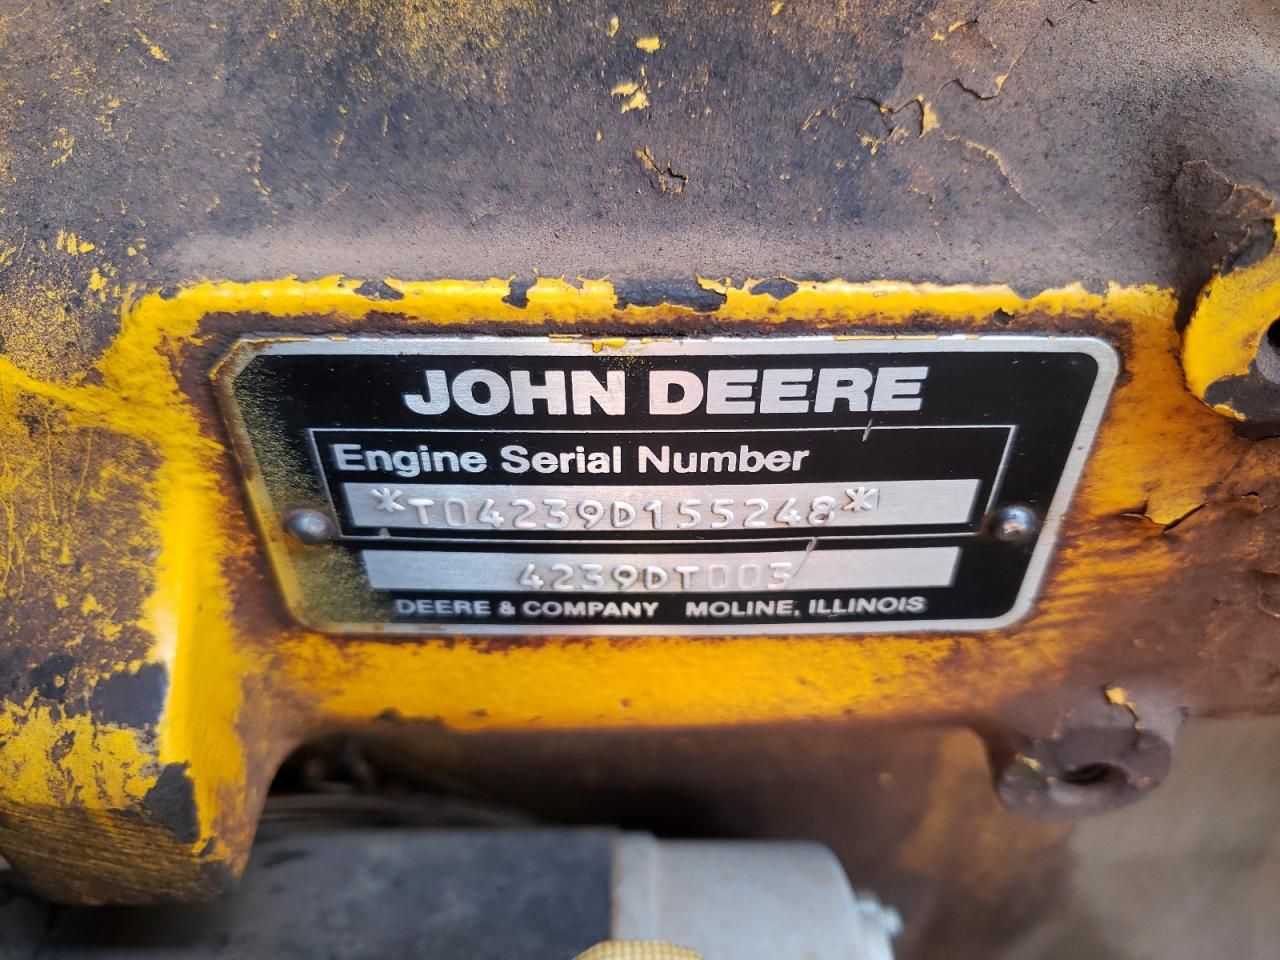 JOHN DEERE
Engine Serial Number
*T04239D155248*
4239DT003
DEERE & COMPANY MOLINE, ILLINOIS